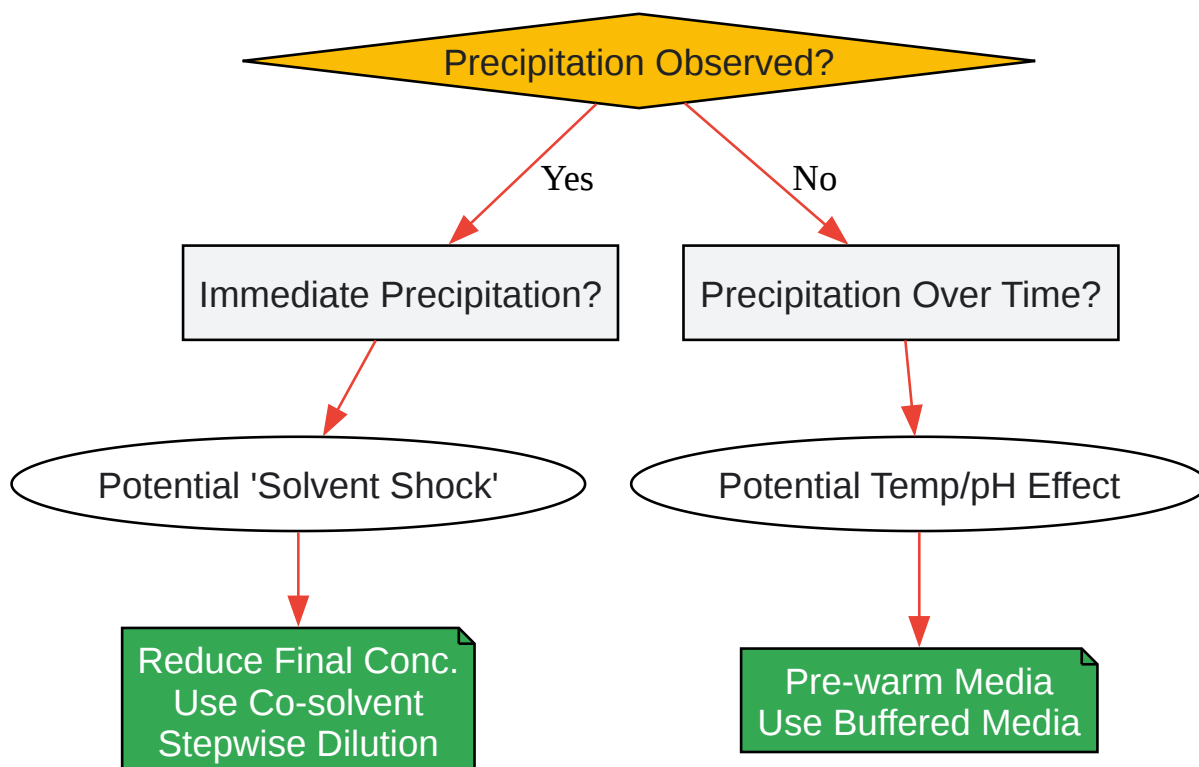 Precipitation Observed?
Yes
No
Immediate Precipitation?
Precipitation Over Time?
Potential 'Solvent Shock'
Potential Temp/pH Effect
Reduce Final Conc.
Use Co-solvent
Stepwise Dilution
Pre-warm Media
Use Buffered Media